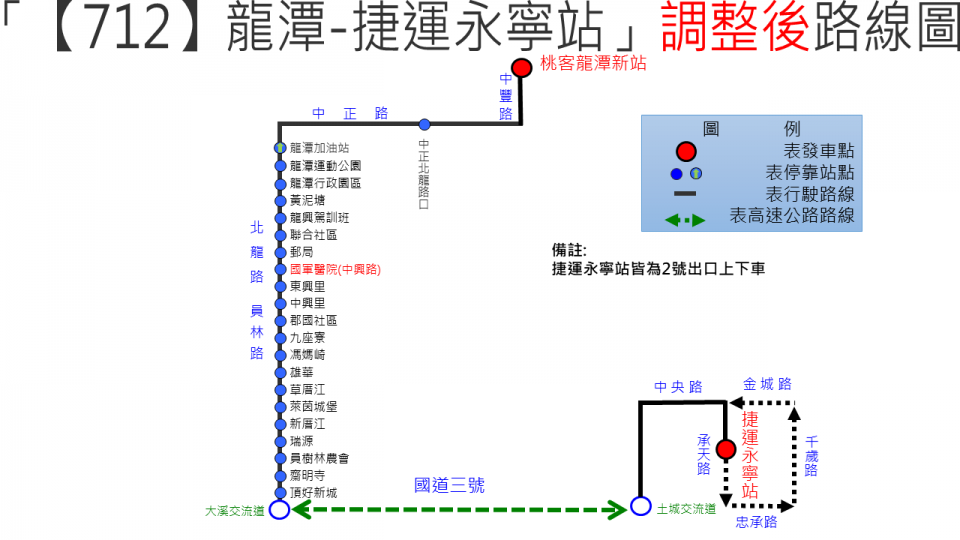 「【712】龍潭-捷運永寧站」調整後路線圖
桃客龍潭新站
中豐路
中正路
中正北龍路口
龍潭加油站
龍潭運動公園
龍潭行政園區
黃泥塘
龍興駕訓班
聯合社區
郵局
國軍醫院(中興路)
東興里
中興里
郡國社區
九座寮
馮媽崎
雄華
草厝江
萊茵城堡
新厝江
瑞源
員樹林農會
齋明寺
頂好新城
北龍路
員林路
大溪交流道
國道三號
土城交流道
圖例
表發車點
表停靠站點
表行駛路線
表高速公路路線
備註:
捷運永寧站皆為2號出口上下車
中央路
金城路
承天路
捷運永寧站
千歲路
忠承路